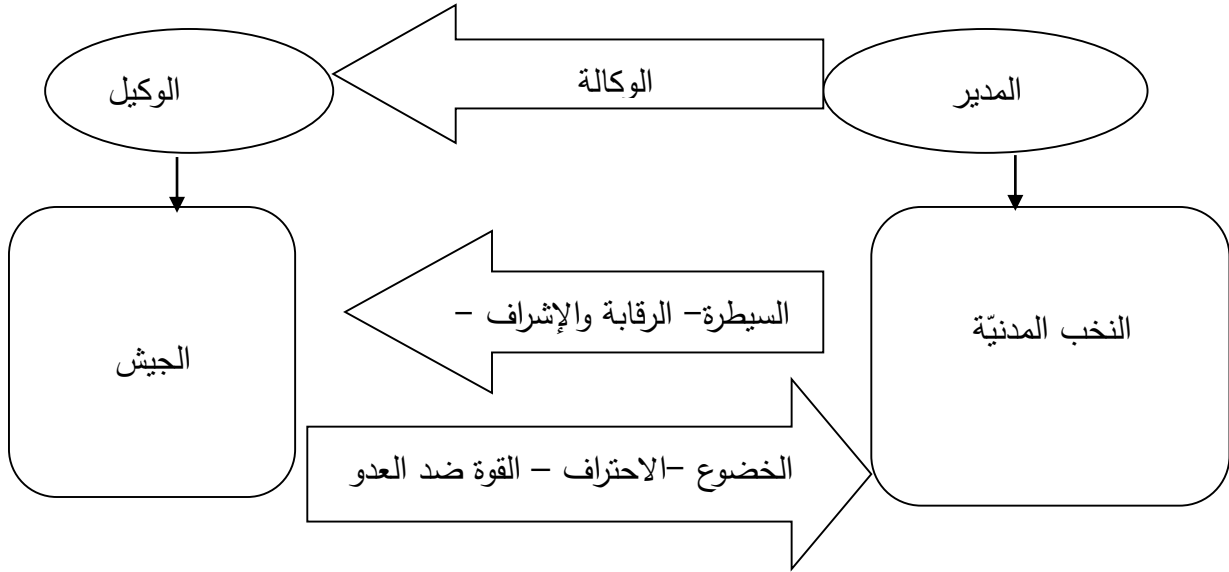 المدير
الوكالة
الوكيل
النخب المدنيّة
السيطرة– الرقابة والإشراف –
الجيش
الخضوع –الاحتراف – القوة ضد العدو